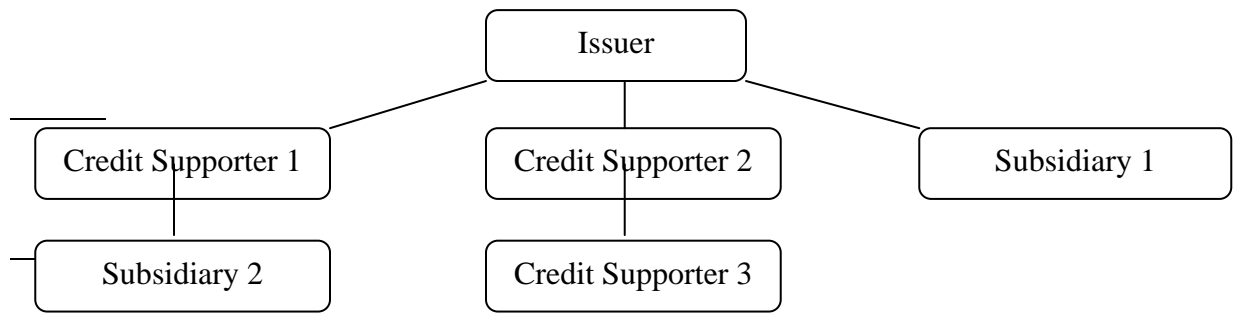 Issuer
Credit Supporter 1
Credit Supporter 2
Subsidiary 1
Subsidiary 2
Credit Supporter 3